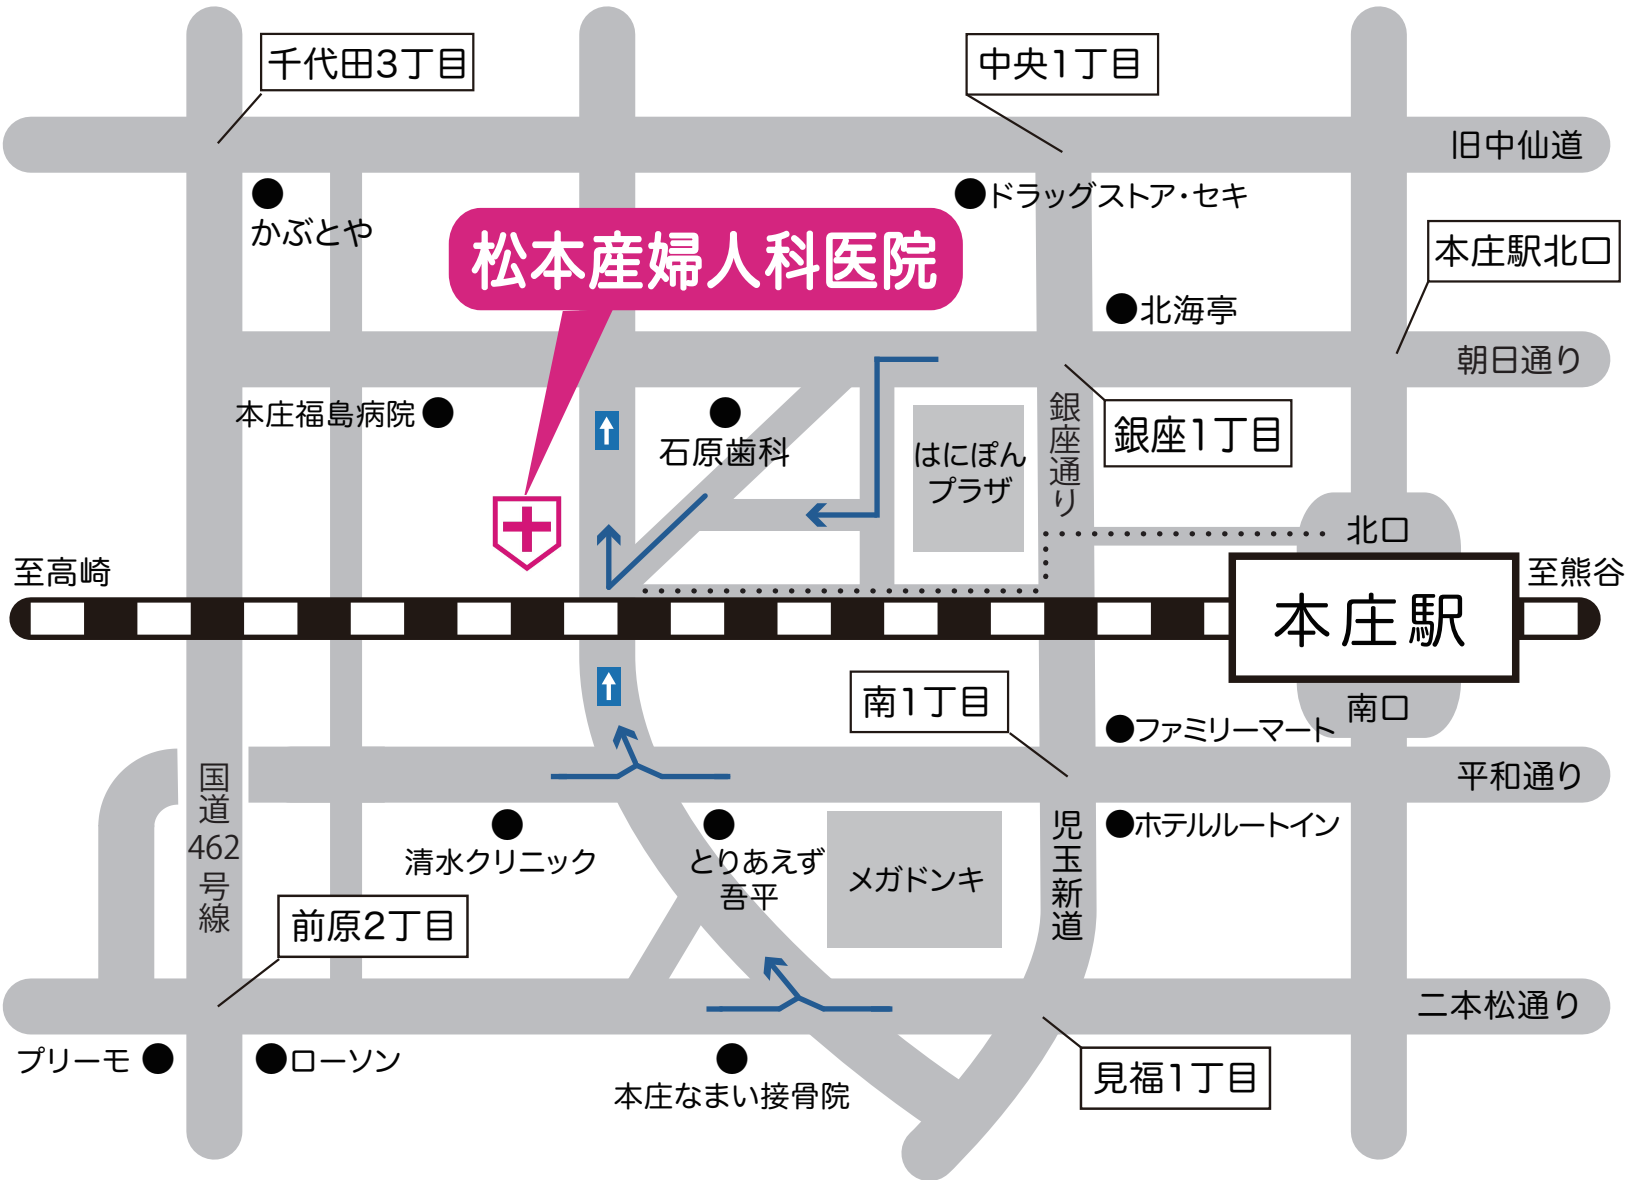 千代田3丁目
中央1丁目
旧中仙道
かぶとや
ドラッグストア・セキ
松本産婦人科医院
本庄駅北口
北海亭
朝日通り
本庄福島病院
石原歯科
はにぽん
プラザ
銀座通り
銀座1丁目
北口
至高崎
至熊谷
本庄駅
南1丁目
南口
ファミリーマート
国道462号線
平和通り
清水クリニック
とりあえず
吾平
メガドンキ
児玉新道
ホテルルートイン
前原2丁目
二本松通り
プリーモ
ローソン
本庄なまい接骨院
見福1丁目